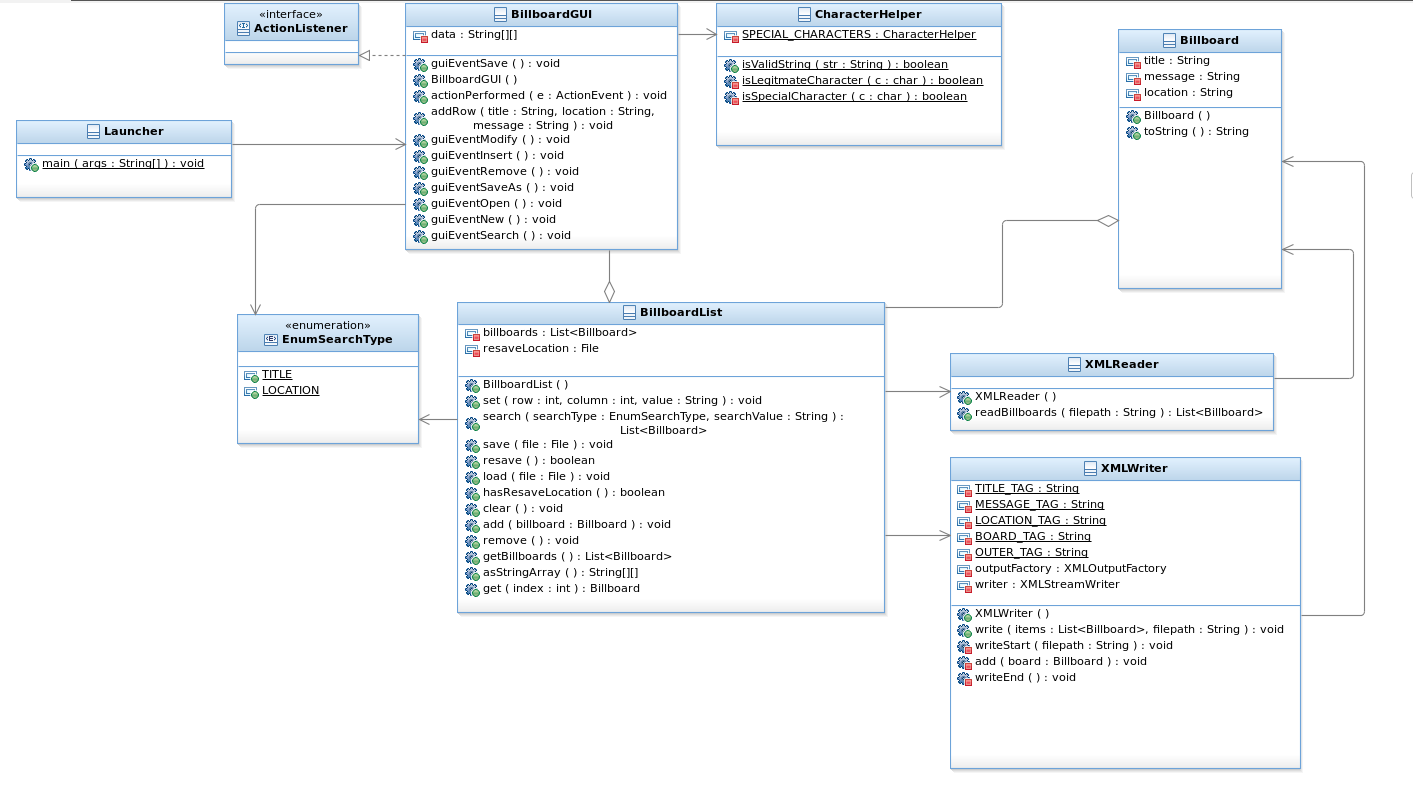 «interface»
ActionListener
BillboardGUI
data : String[][]
guiEventSave ( ) : void
BillboardGUI ( )
actionPerformed ( e : ActionEvent ) : void
addRow ( title : String, location : String,
message : String ) : void
guiEventModify ( ) : void
guiEventInsert ( ) : void
guiEventRemove ( ) : void
guiEventSaveAs ( ) : void
guiEventOpen ( ) : void
guiEventNew ( ) : void
guiEventSearch ( ) : void
CharacterHelper
SPECIAL_CHARACTERS : CharacterHelper
isValidString ( str : String ) : boolean
isLegitmateCharacter ( c : char ) : boolean
isSpecialCharacter ( c : char ) : boolean
Billboard
title : String
message : String
location : String
Billboard ( )
toString ( ) : String
Launcher
main ( args : String[] ) : void
«enumeration»
EnumSearchType
TITLE
LOCATION
BillboardList
billboards : List<Billboard>
resaveLocation : File
BillboardList ( )
set ( row : int, column : int, value : String ) : void
search ( searchType : EnumSearchType, searchValue : String ) :
List<Billboard>
save ( file : File ) : void
resave ( ) : boolean
load ( file : File ) : void
hasResaveLocation ( ) : boolean
clear ( ) : void
add ( billboard : Billboard ) : void
remove ( ) : void
getBillboards ( ) : List<Billboard>
asStringArray ( ) : String[][]
get ( index : int ) : Billboard
XMLReader
XMLReader ( )
readBillboards ( filepath : String ) : List<Billboard>
XMLWriter
TITLE_TAG : String
MESSAGE_TAG : String
LOCATION_TAG : String
BOARD_TAG : String
OUTER_TAG : String
outputFactory : XMLOutputFactory
writer : XMLStreamWriter
XMLWriter ( )
write ( items : List<Billboard>, filepath : String ) : void
writeStart ( filepath : String ) : void
add ( board : Billboard ) : void
writeEnd ( ) : void